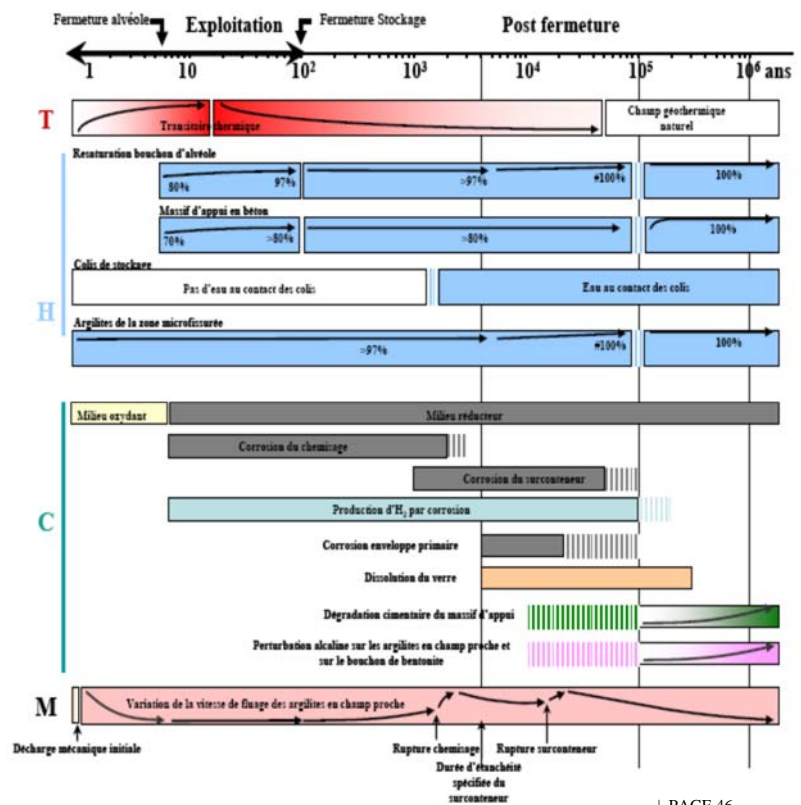 Fermeture alvéole
Exploitation
Fermeture Stockage
Post fermeture
1 10 10² 10³ 10⁴ 10⁵ 10⁶ ans
T
Transitoire thermique
Champ géothermique
naturel
Resaturation bouchon d'alvéole
80% 97% >97% #100% 100%
Massif d'appui en béton
70% >80% >80% 100%
Colis de stockage
Pas d'eau au contact des colis
Eau au contact des colis
H
Argilites de la zone microfissurée
>97% #100% 100%
Milieu oxydant
Milieu réducteur
Corrosion du chemisage
Corrosion du surconteneur
C
Production d'H₂ par corrosion
Corrosion enveloppe primaire
Dissolution du verre
Dégradation cimentaire du massif d'appui
Perturbation alcaline sur les argilites en champ proche et
sur le bouchon de bentonite
M
Variation de la vitesse de fluage des argilites en champ proche
Décharge mécanique initiale
Rupture chemisage
Rupture surconteneur
Durée d'étanchéité
spécifiée du
surconteneur
| PAGE 46